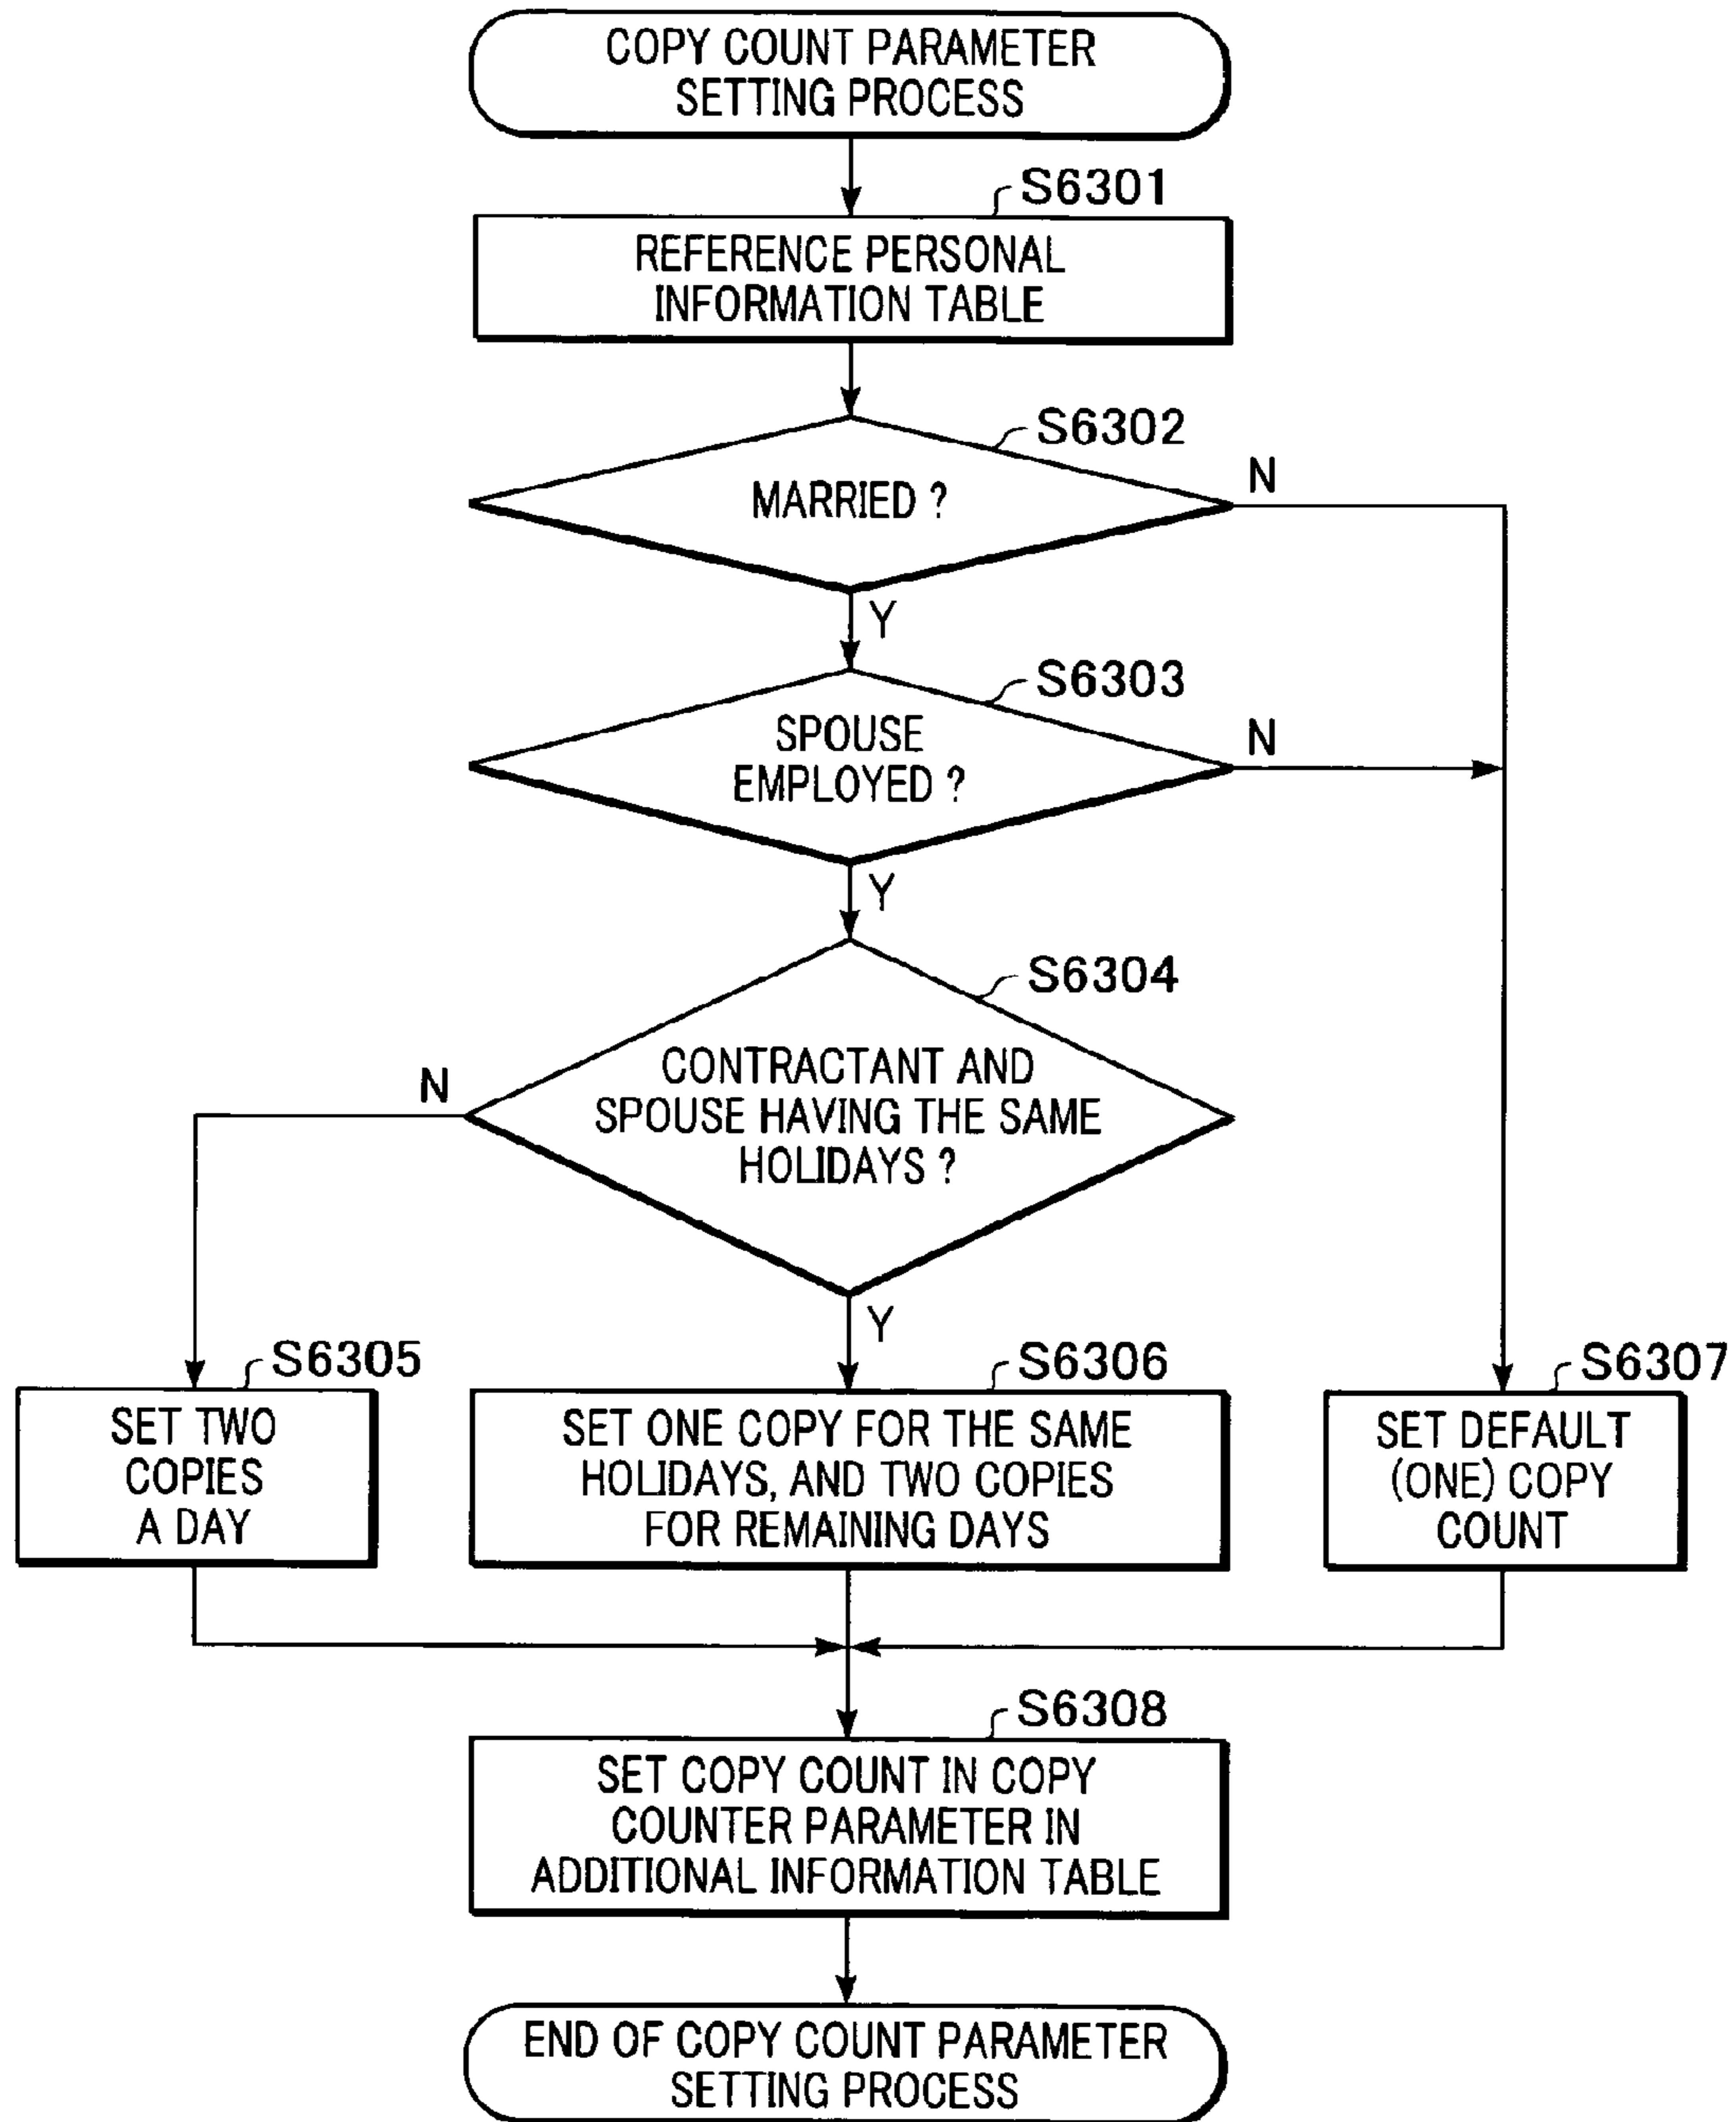 COPY COUNT PARAMETER
SETTING PROCESS
S6301
REFERENCE PERSONAL
INFORMATION TABLE
S6302
MARRIED ?
N
Y
S6303
SPOUSE
EMPLOYED ?
N
Y
S6304
CONTRACTANT AND
SPOUSE HAVING THE SAME
HOLIDAYS ?
N
Y
S6305
SET TWO
COPIES
A DAY
S6306
SET ONE COPY FOR THE SAME
HOLIDAYS, AND TWO COPIES
FOR REMAINING DAYS
S6307
SET DEFAULT
(ONE) COPY
COUNT
S6308
SET COPY COUNT IN COPY
COUNTER PARAMETER IN
ADDITIONAL INFORMATION TABLE
END OF COPY COUNT PARAMETER
SETTING PROCESS